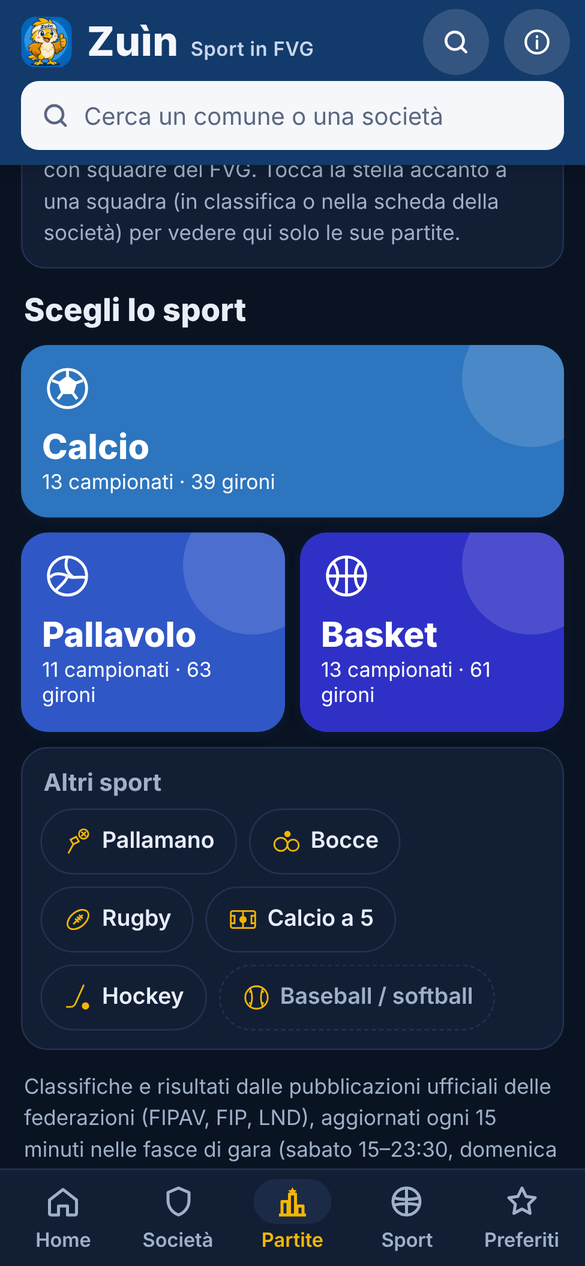 Zuìn Sport in FVG
Cerca un comune o una società
con squadre del FVG. Tocca la stella accanto a
una squadra (in classifica o nella scheda della
società) per vedere qui solo le sue partite.
Scegli lo sport
Calcio
13 campionati · 39 gironi
Pallavolo
11 campionati · 63
gironi
Basket
13 campionati · 61
gironi
Altri sport
Pallamano
Bocce
Rugby
Calcio a 5
Hockey
Baseball / softball
Classifiche e risultati dalle pubblicazioni ufficiali delle
federazioni (FIPAV, FIP, LND), aggiornati ogni 15
minuti nelle fasce di gara (sabato 15–23:30, domenica
Home
Società
Partite
Sport
Preferiti